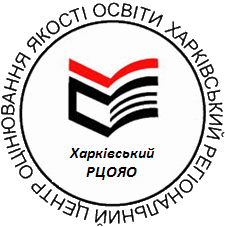 ХАРКІВСЬКИЙ РЕГІОНАЛЬНИЙ ЦЕНТР ОЦІНЮВАННЯ ЯКОСТІ ОСВІТИ
Харківський
РЦОЯО